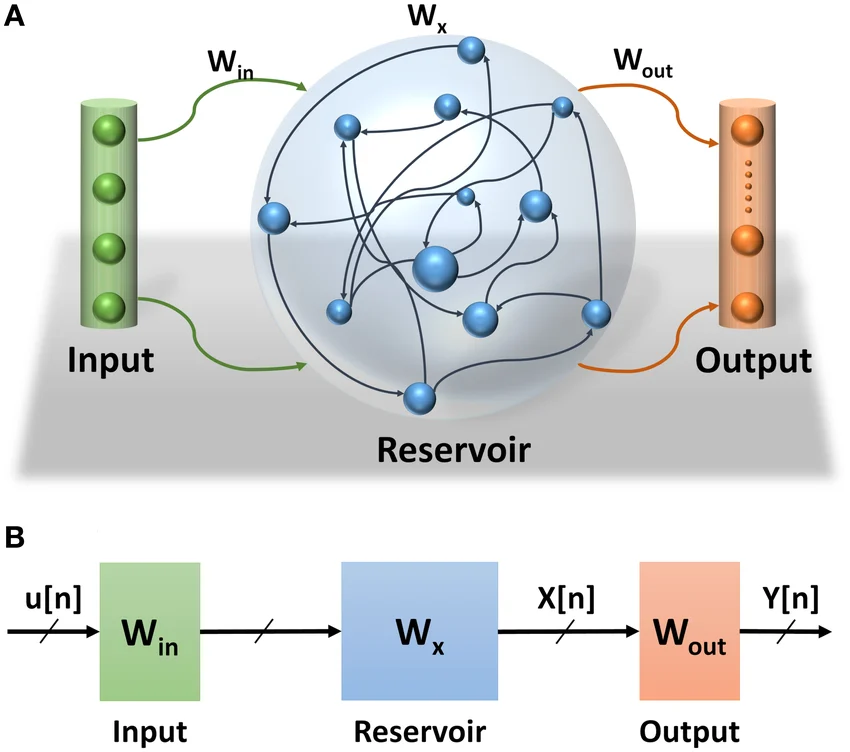 A
Wx
Win
Wout
Input
Output
Reservoir
B
u[n]
X[n]
Y[n]
Win
Wx
Wout
Input
Reservoir
Output